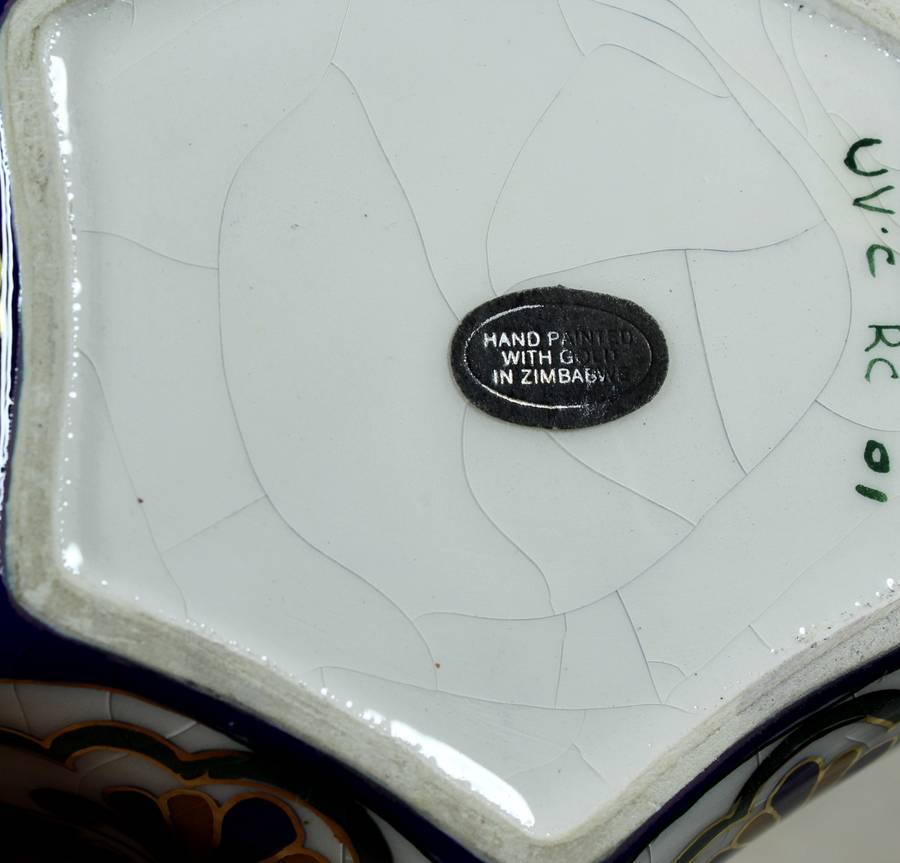 HAND PAINTED
WITH GOLD
IN ZIMBABWE
UV.C RC 01